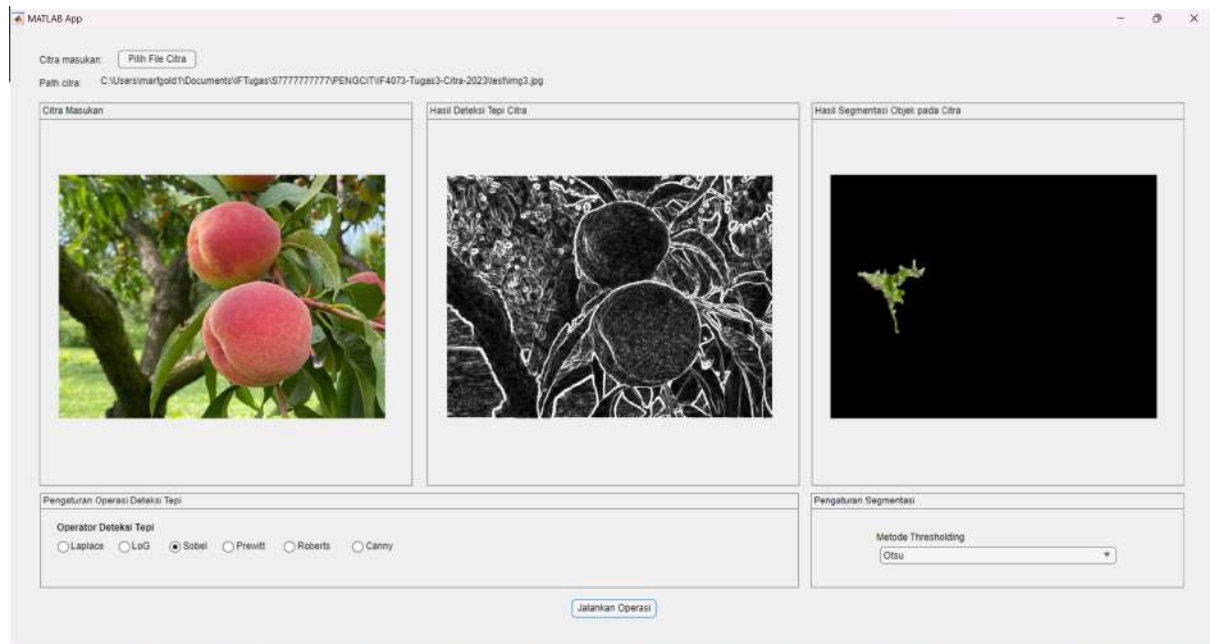 MATLAB App
Citra masukan: Pilih File Citra
Path citra: C:\Users\marfgold1\Documents\IFTugas\S7777777777\PENGCIT\IF4073-Tugas3-Citra-2023\test\img3.jpg
Citra Masukan
Hasil Deteksi Tepi Citra
Hasil Segmentasi Objek pada Citra
Pengaturan Operasi Deteksi Tepi
Operator Deteksi Tepi
Laplace LoG Sobel Prewitt Roberts Canny
Pengaturan Segmentasi
Metode Thresholding
Otsu
Jalankan Operasi